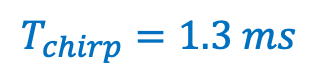 T_chirp = 1.3 ms